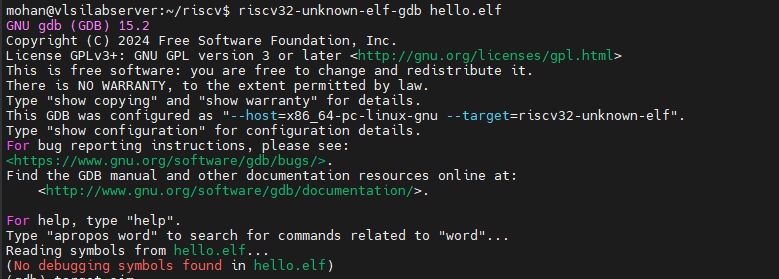 mohan@vlsilabserver:~/riscv$ riscv32-unknown-elf-gdb hello.elf
GNU gdb (GDB) 15.2
Copyright (C) 2024 Free Software Foundation, Inc.
License GPLv3+: GNU GPL version 3 or later <http://gnu.org/licenses/gpl.html>
This is free software: you are free to change and redistribute it.
There is NO WARRANTY, to the extent permitted by law.
Type "show copying" and "show warranty" for details.
This GDB was configured as "--host=x86_64-pc-linux-gnu --target=riscv32-unknown-elf".
Type "show configuration" for configuration details.
For bug reporting instructions, please see:
<https://www.gnu.org/software/gdb/bugs/>.
Find the GDB manual and other documentation resources online at:
    <http://www.gnu.org/software/gdb/documentation/>.

For help, type "help".
Type "apropos word" to search for commands related to "word"...
Reading symbols from hello.elf...
(No debugging symbols found in hello.elf)
(gdb) target sim